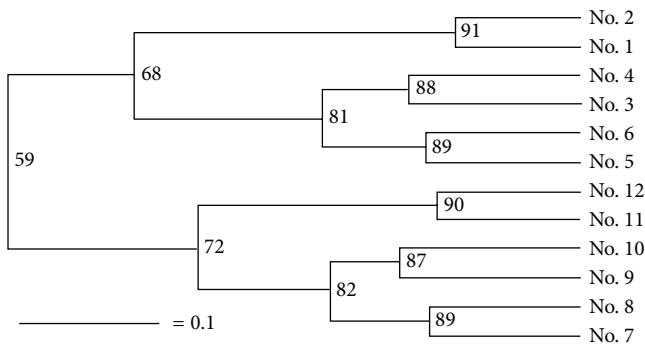 No. 2
91
No. 1
68
No. 4
88
No. 3
81
No. 6
89
No. 5
59
No. 12
90
No. 11
72
No. 10
87
No. 9
82
No. 8
89
No. 7
= 0.1